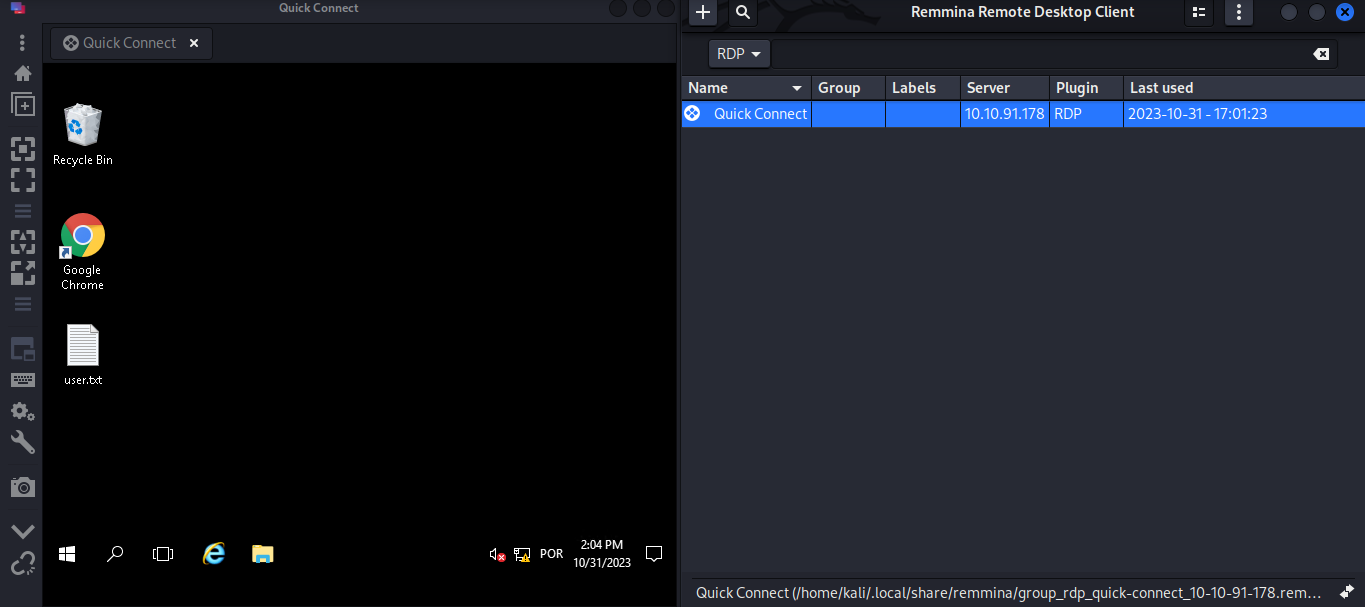 Quick Connect
Quick Connect
Recycle Bin
Google
Chrome
user.txt
POR
2:04 PM
10/31/2023
Remmina Remote Desktop Client
RDP
Name Group Labels Server Plugin Last used
Quick Connect 10.10.91.178 RDP 2023-10-31 - 17:01:23
Quick Connect (/home/kali/.local/share/remmina/group_rdp_quick-connect_10-10-91-178.rem...